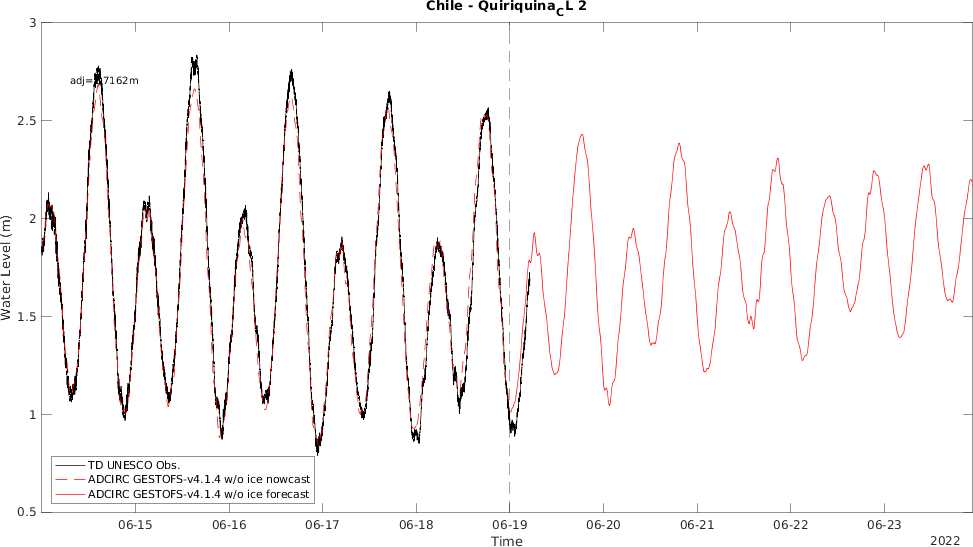 Chile - Quiriquina_CL 2
3
2.5
2
1.5
1
0.5
Water Level (m)
7162m
TD UNESCO Obs.
ADCIRC GESTOFS-v4.1.4 w/o ice nowcast
ADCIRC GESTOFS-v4.1.4 w/o ice forecast
06-15 06-16 06-17 06-18 06-19 06-20 06-21 06-22 06-23
Time
2022